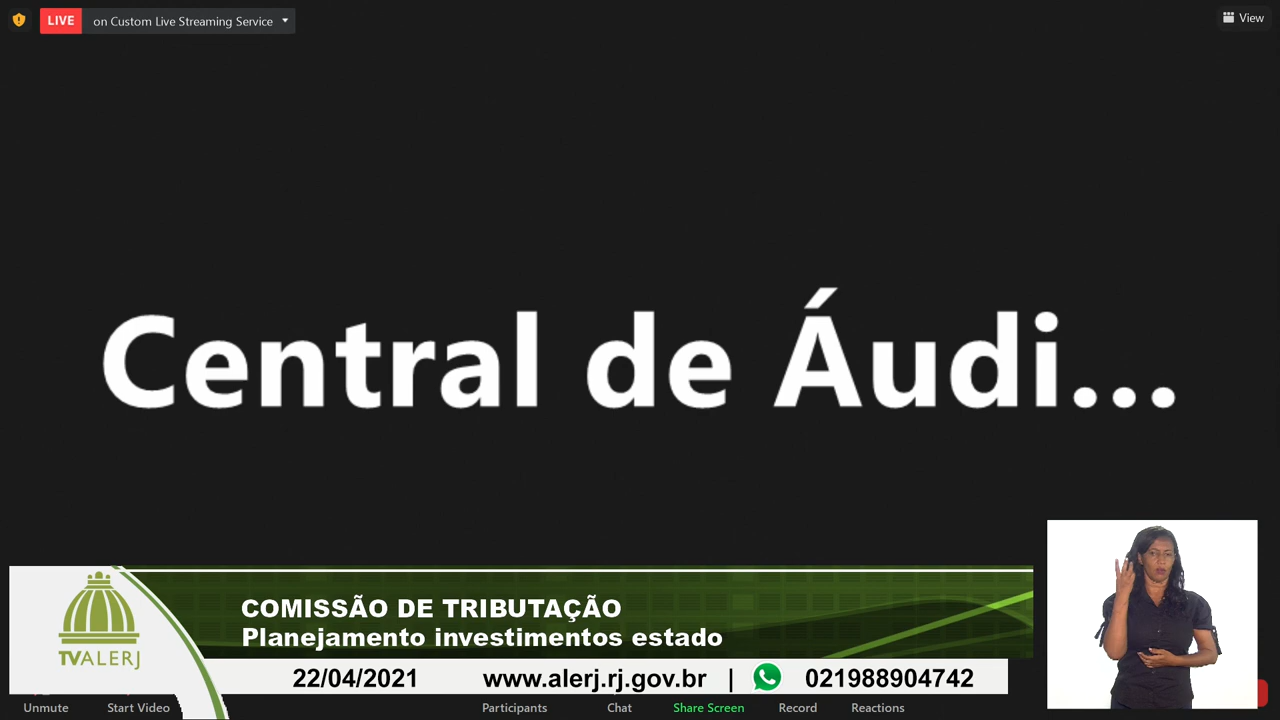 LIVE on Custom Live Streaming Service
View
Central de Áudi...
COMISSÃO DE TRIBUTAÇÃO
Planejamento investimentos estado
TVALERJ
22/04/2021 www.alerj.rj.gov.br | 021988904742
Unmute Start Video Participants Chat Share Screen Record Reactions